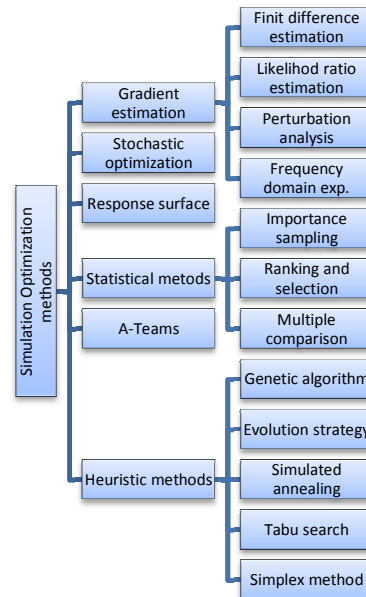 Simulation Optimization
methods
Gradient
estimation
Finit difference
estimation
Likelihod ratio
estimation
Perturbation
analysis
Frequency
domain exp.
Stochastic
optimization
Response surface
Statistical metods
Importance
sampling
Ranking and
selection
Multiple
comparison
A-Teams
Heuristic methods
Genetic algorithm
Evolution strategy
Simulated
annealing
Tabu search
Simplex method